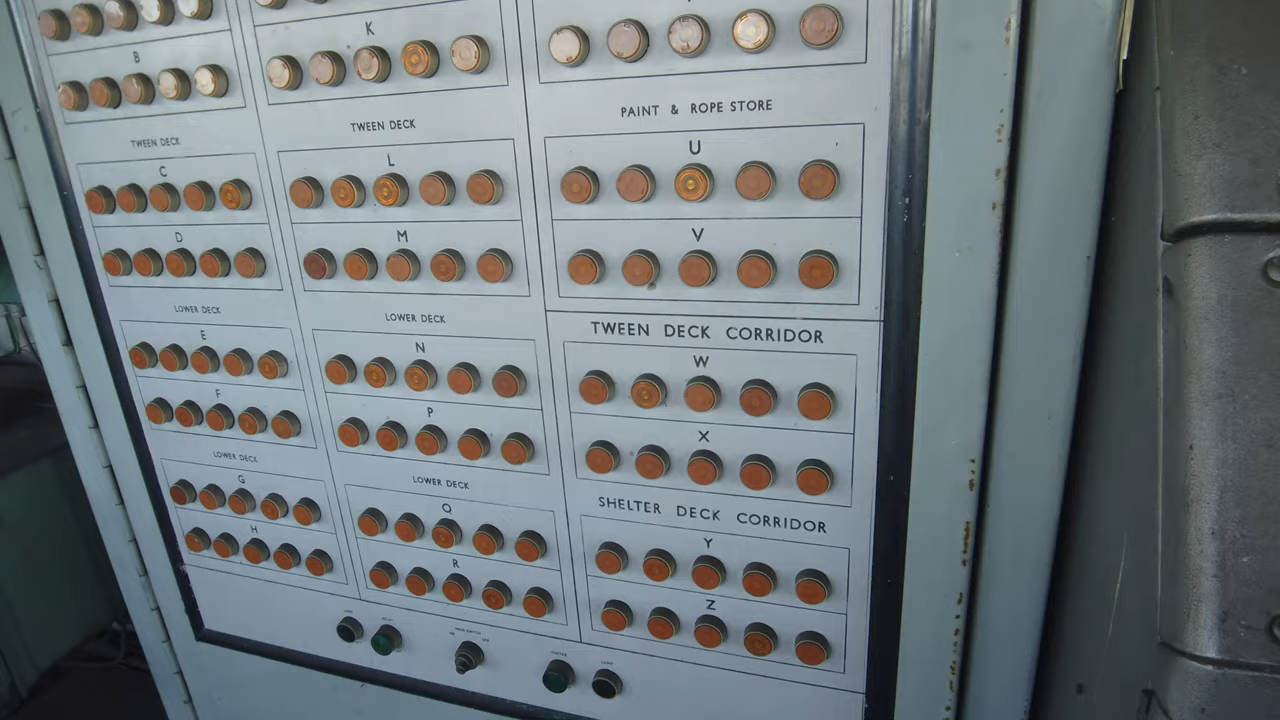 B
TWEEN DECK
C
D
LOWER DECK
E
F
LOWER DECK
G
H
K
TWEEN DECK
L
M
LOWER DECK
N
P
LOWER DECK
Q
R
PAINT & ROPE STORE
U
V
TWEEN DECK CORRIDOR
W
X
SHELTER DECK CORRIDOR
Y
Z